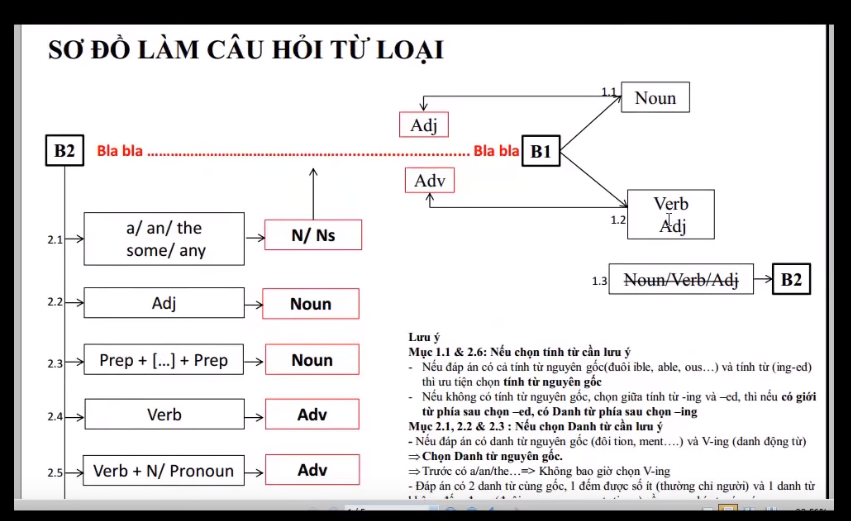 SƠ ĐỒ LÀM CÂU HỎI TỪ LOẠI
1.1
Noun
Adj
B2
Bla bla
Bla bla
B1
Adv
Verb
Adj
1.2
2.1
a/ an/ the
some/ any
N/ Ns
1.3
Noun/Verb/Adj
B2
2.2
Adj
Noun
2.3
Prep + [...] + Prep
Noun
2.4
Verb
Adv
2.5
Verb + N/ Pronoun
Adv
Lưu ý
Mục 1.1 & 2.6: Nếu chọn tính từ cần lưu ý
- Nếu đáp án có cả tính từ nguyên gốc(đuôi ible, able, ous…) và tính từ (ing-ed)
thì ưu tiện chọn tính từ nguyên gốc
- Nếu không có tính từ nguyên gốc, chọn giữa tính từ -ing và –ed, thì nếu có giới
từ phía sau chọn –ed, có Danh từ phía sau chọn –ing
Mục 2.1, 2.2 & 2.3 : Nếu chọn Danh từ cần lưu ý
- Nếu đáp án có danh từ nguyên gốc (đôi tion, ment….) và V-ing (danh động từ)
⇒ Chọn Danh từ nguyên gốc.
⇒ Trước có a/an/the…=> Không bao giờ chọn V-ing
- Đáp án có 2 danh từ cùng gốc, 1 đếm được số ít (thường chỉ người) và 1 danh từ